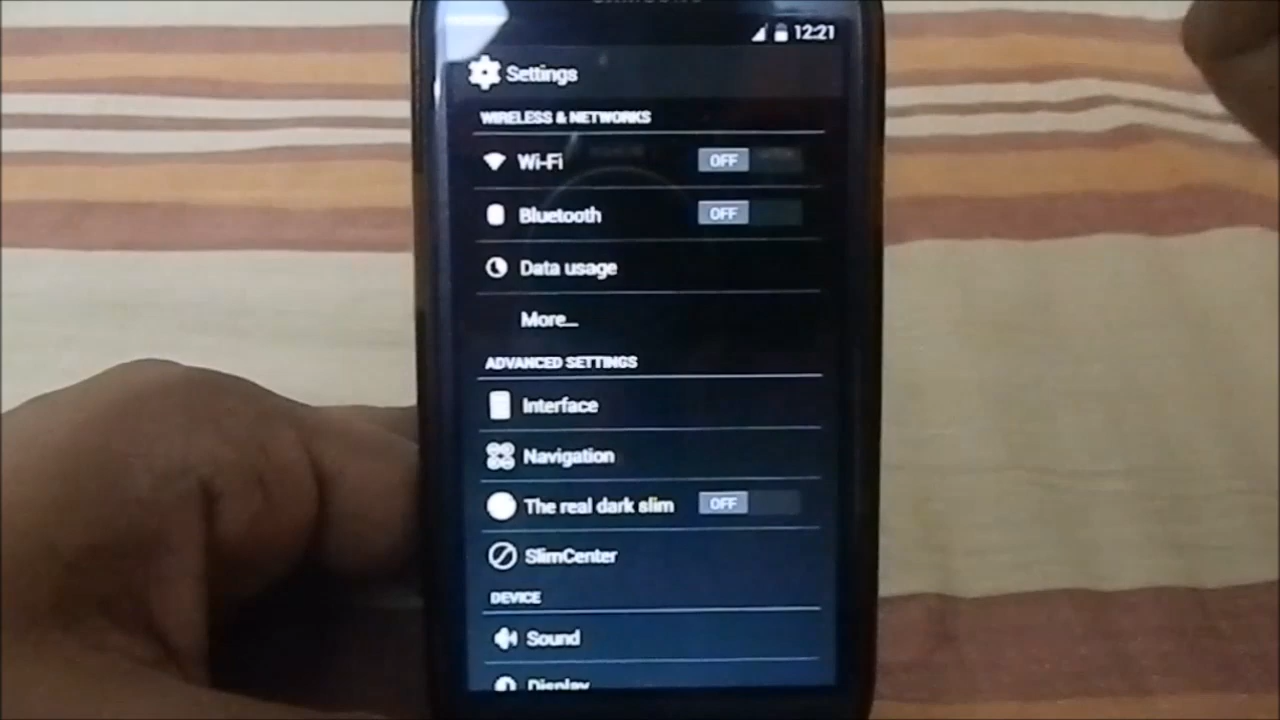 12:21
Settings
WIRELESS & NETWORKS
Wi-Fi OFF
Bluetooth OFF
Data usage
More...
ADVANCED SETTINGS
Interface
Navigation
The real dark slim OFF
SlimCenter
DEVICE
Sound
Display